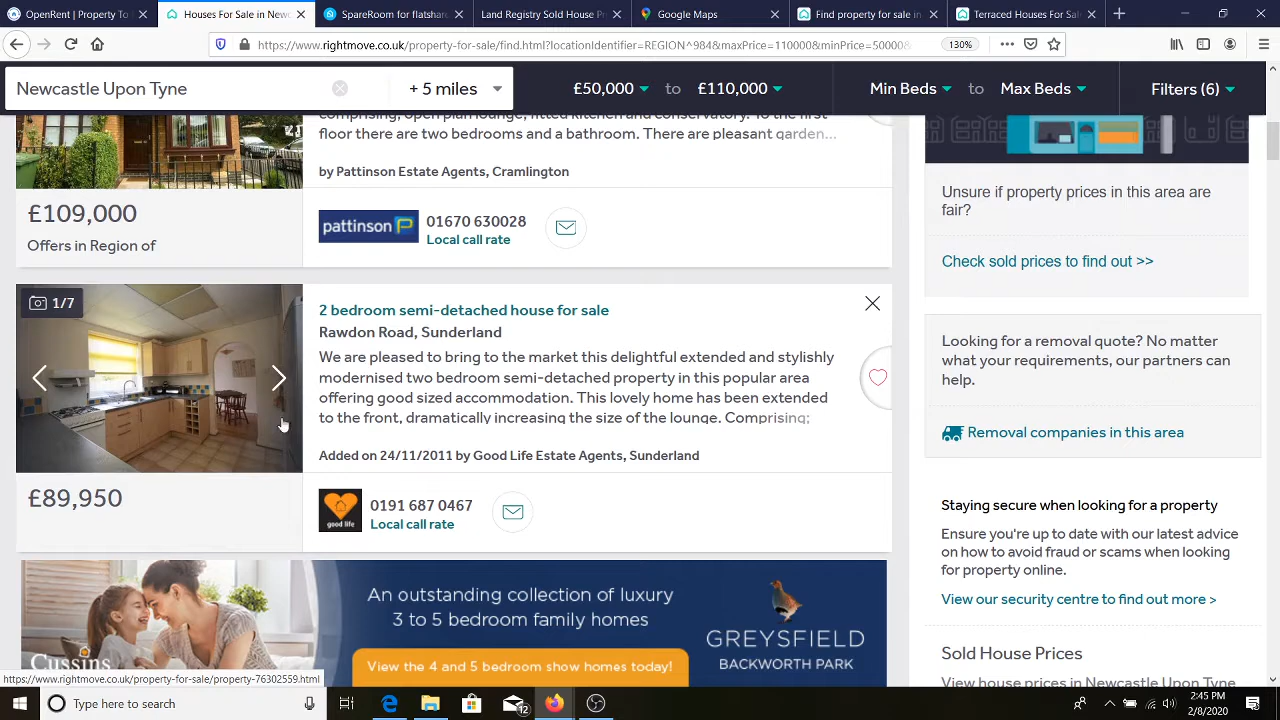 OpenRent | Property to
Houses For Sale in Newc
SpareRoom for flatshare
Land Registry Sold House P
Google Maps
Find property for sale in
Terraced Houses For Sal
https://www.rightmove.co.uk/property-for-sale/find.html?locationIdentifier=REGION^984&maxPrice=110000&minPrice=50000&
130%
Newcastle Upon Tyne
+ 5 miles
£50,000 to £110,000
Min Beds to Max Beds
Filters (6)
comprising, open plan lounge, fitted kitchen and conservatory. To the first
floor there are two bedrooms and a bathroom. There are pleasant garden...
by Pattinson Estate Agents, Cramlington
£109,000
Offers in Region of
pattinson P
01670 630028
Local call rate
1/7
2 bedroom semi-detached house for sale
Rawdon Road, Sunderland
We are pleased to bring to the market this delightful extended and stylishly
modernised two bedroom semi-detached property in this popular area
offering good sized accommodation. This lovely home has been extended
to the front, dramatically increasing the size of the lounge. Comprising;
Added on 24/11/2011 by Good Life Estate Agents, Sunderland
£89,950
good life
0191 687 0467
Local call rate
Cussins
An outstanding collection of luxury
3 to 5 bedroom family homes
View the 4 and 5 bedroom show homes today!
GREYSFIELD
BACKWORTH PARK
Unsure if property prices in this area are
fair?
Check sold prices to find out >>
Looking for a removal quote? No matter
what your requirements, our partners can
help.
Removal companies in this area
Staying secure when looking for a property
Ensure you're up to date with our latest advice
on how to avoid fraud or scams when looking
for property online.
View our security centre to find out more >
Sold House Prices
View house prices in Newcastle Upon Tyne
https://www.rightmove.co.uk/property-for-sale/property-76302559.html
Type here to search
12
2:45 PM
2/8/2020